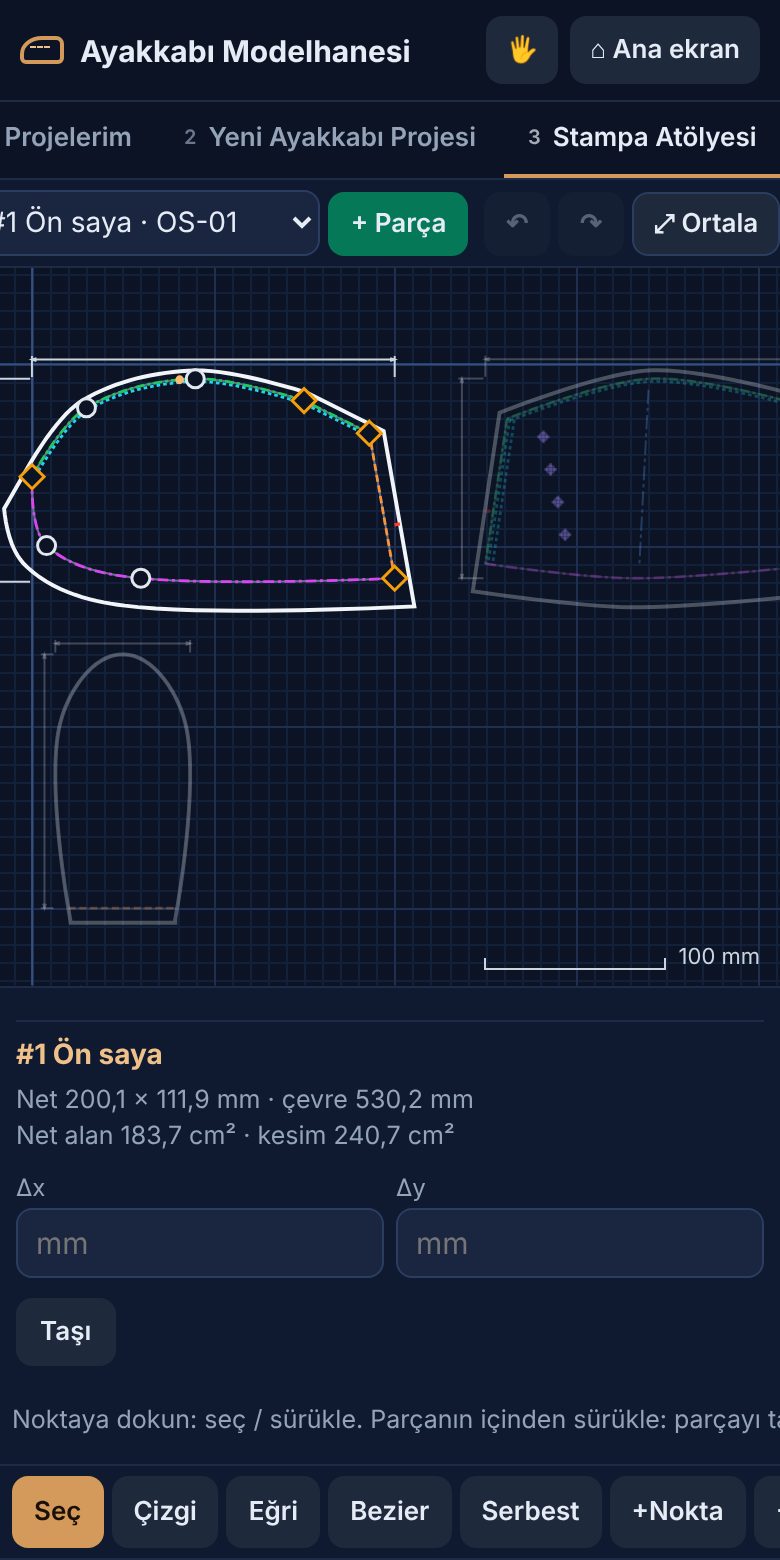 Ayakkabı Modelhanesi
⌂ Ana ekran
Projelerim
2 Yeni Ayakkabı Projesi
3 Stampa Atölyesi
#1 Ön saya · OS-01
+ Parça
↶
↷
⤢ Ortala
100 mm
#1 Ön saya
Net 200,1 × 111,9 mm · çevre 530,2 mm
Net alan 183,7 cm² · kesim 240,7 cm²
Δx
Δy
mm
mm
Taşı
Noktaya dokun: seç / sürükle. Parçanın içinden sürükle: parçayı
Seç
Çizgi
Eğri
Bezier
Serbest
+Nokta